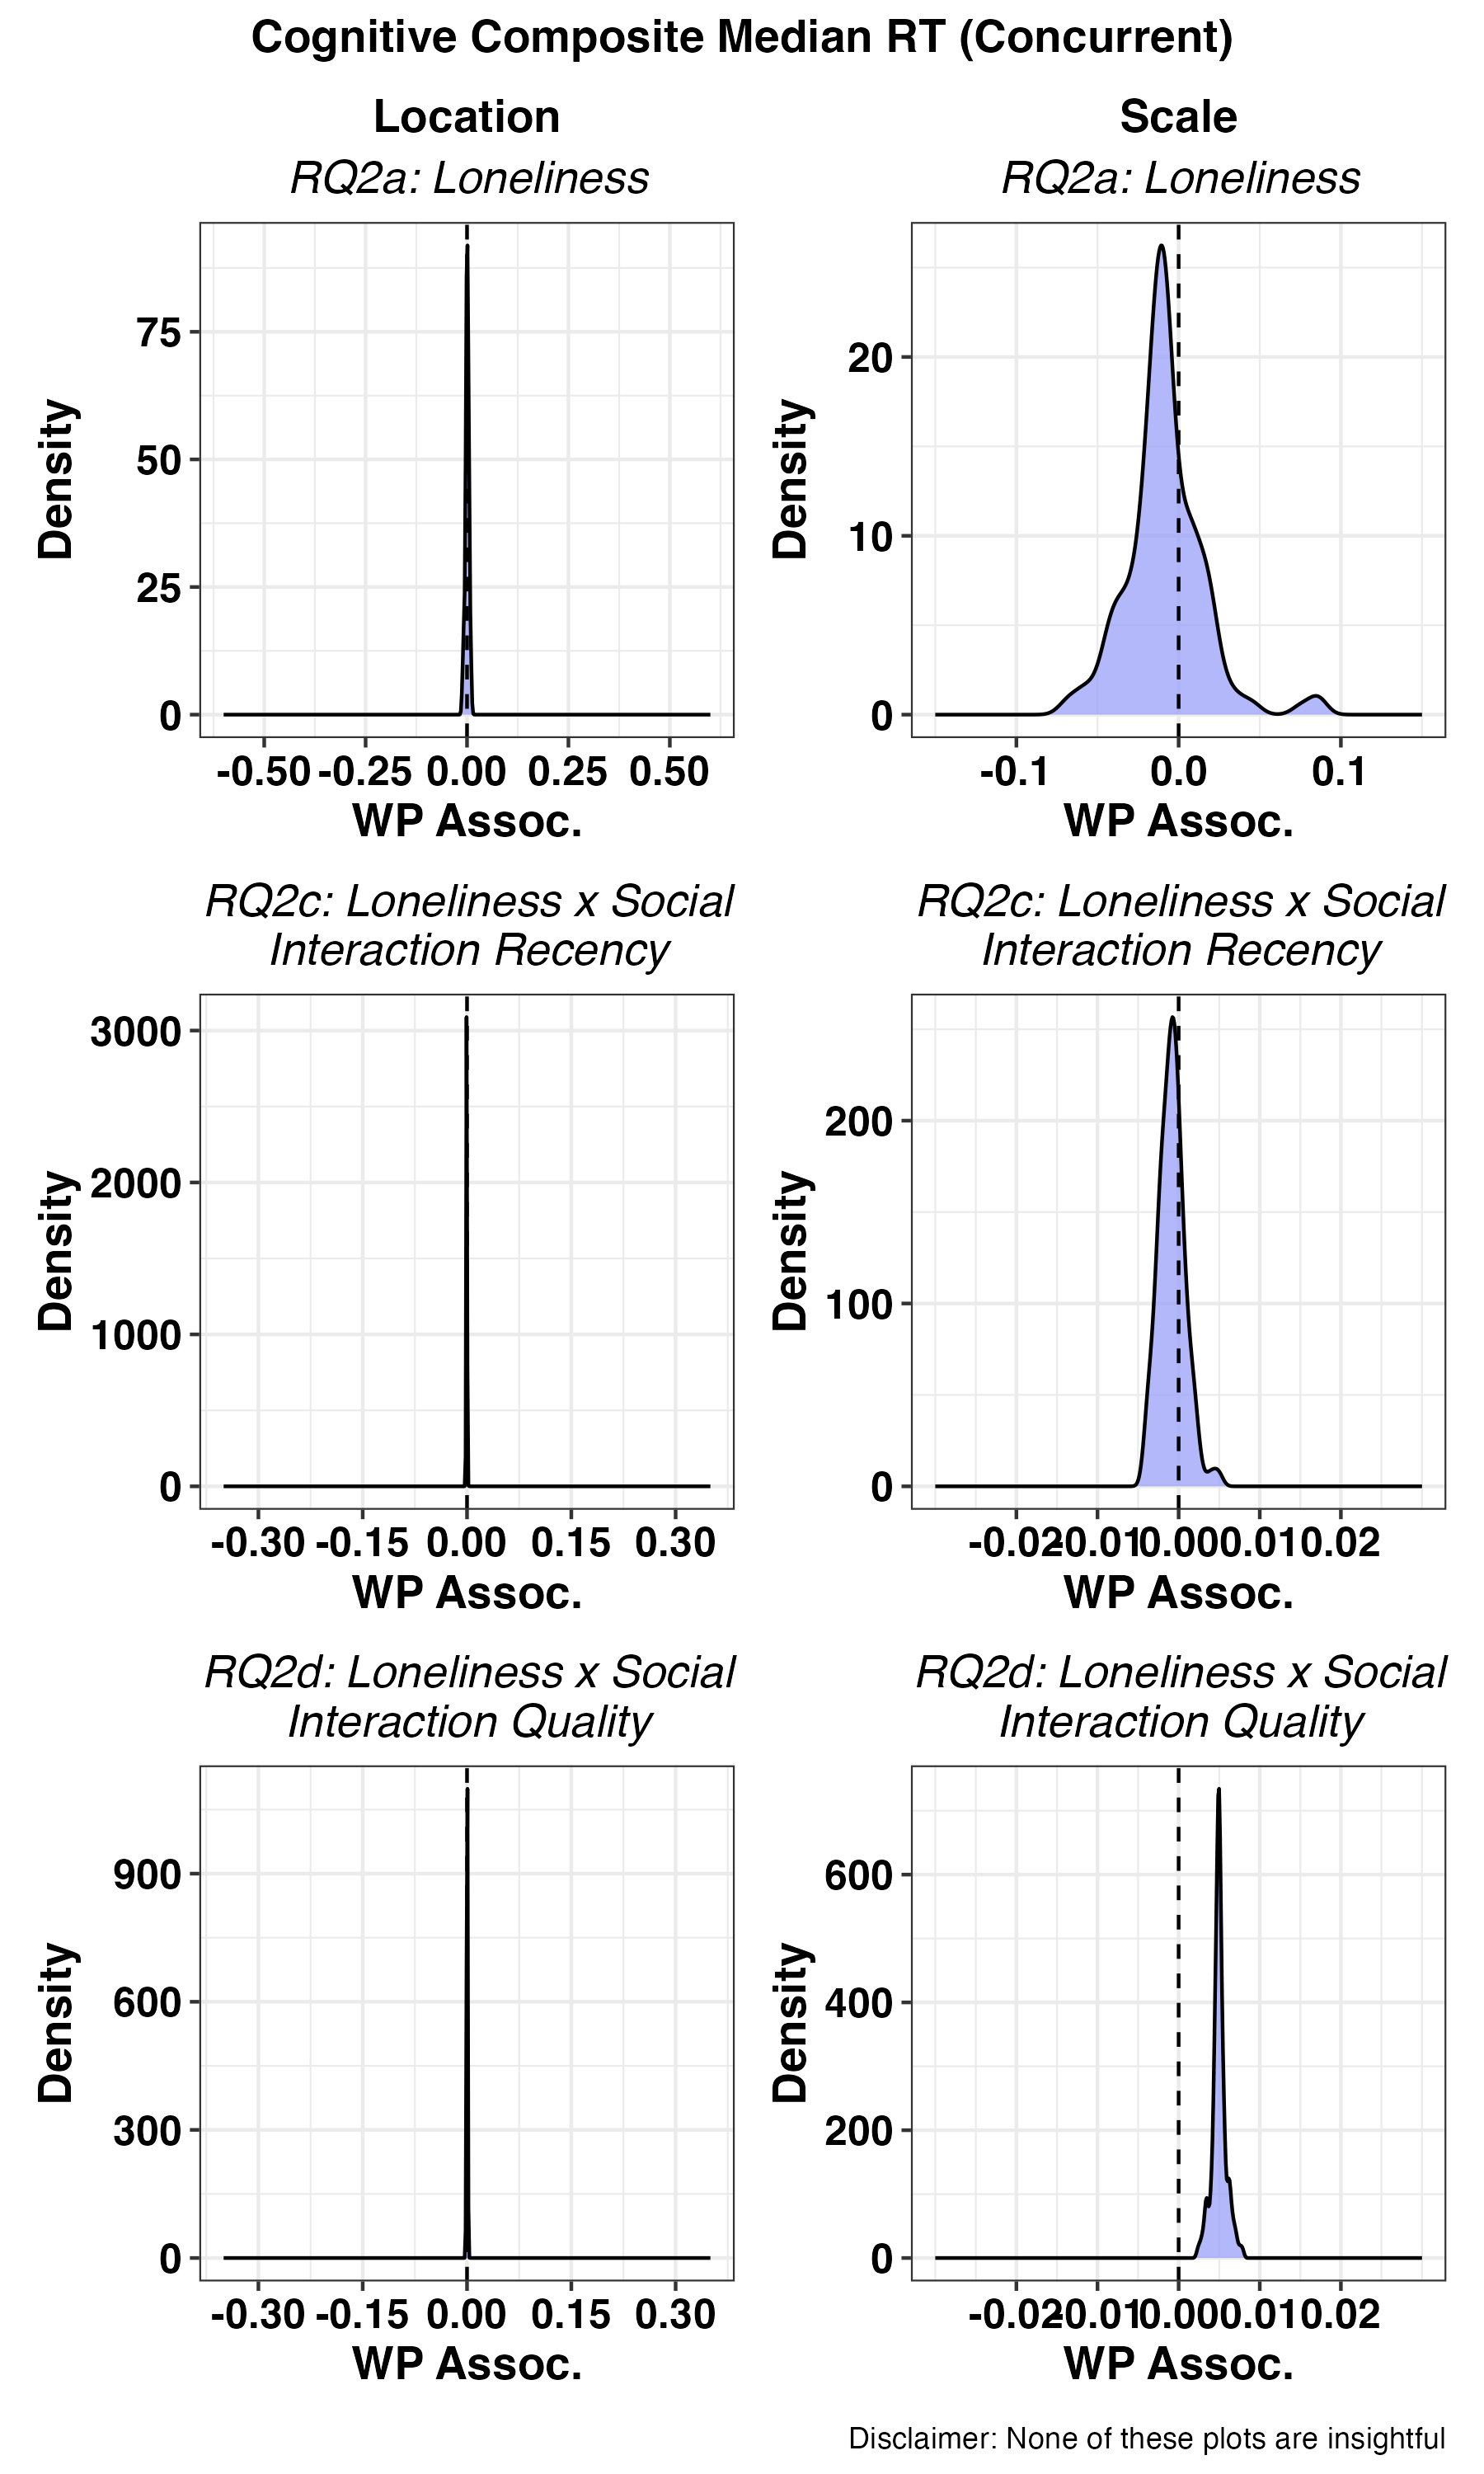 Cognitive Composite Median RT (Concurrent)
Location
RQ2a: Loneliness
Density
75
50
25
0
-0.50 -0.25 0.00 0.25 0.50
WP Assoc.
Scale
RQ2a: Loneliness
Density
20
10
0
-0.1 0.0 0.1
WP Assoc.
RQ2c: Loneliness x Social
Interaction Recency
Density
3000
2000
1000
0
-0.30 -0.15 0.00 0.15 0.30
WP Assoc.
RQ2c: Loneliness x Social
Interaction Recency
Density
200
100
0
-0.02 -0.01 0.00 0.01 0.02
WP Assoc.
RQ2d: Loneliness x Social
Interaction Quality
Density
900
600
300
0
-0.30 -0.15 0.00 0.15 0.30
WP Assoc.
RQ2d: Loneliness x Social
Interaction Quality
Density
600
400
200
0
-0.02 -0.01 0.00 0.01 0.02
WP Assoc.
Disclaimer: None of these plots are insightful